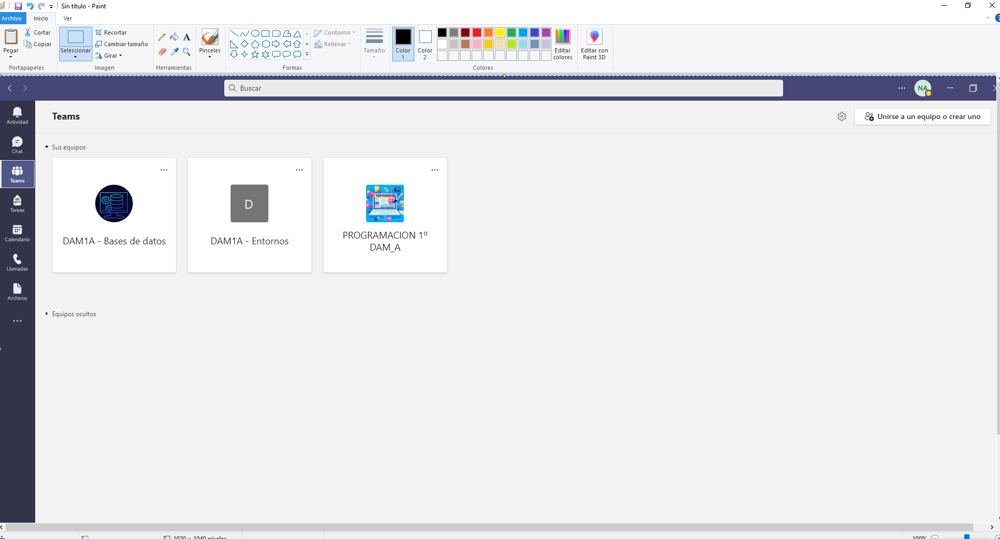 Sin título - Paint
Archivo Inicio Ver
Pegar
Cortar
Copiar
Portapapeles
Seleccionar
Recortar
Cambiar tamaño
Girar
Imagen
A
Herramientas
Pinceles
Formas
Contorno
Rellenar
Tamaño
Color 1
Color 2
Colores
Editar colores
Editar con Paint 3D
Buscar
NA
Actividad
Chat
Teams
Tareas
Calendario
Llamadas
Archivos
Teams
Unirse a un equipo o crear uno
Sus equipos
DAM1A - Bases de datos
D
DAM1A - Entornos
PROGRAMACION 1º
DAM_A
Equipos ocultos
1920 × 1040 píxeles
100%